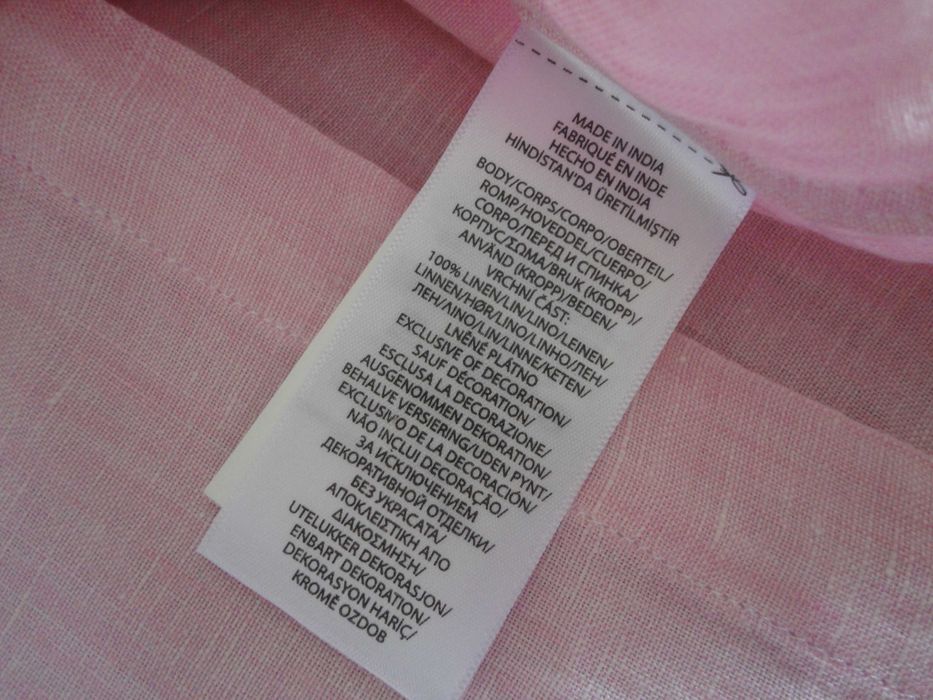 MADE IN INDIA
FABRIQUÉ EN INDE
HECHO EN INDIA
HİNDİSTAN'DA ÜRETİLMİŞTİR
BODY/CORPS/CORPO/OBERTEIL/
ROMP/HOVEDDEL/CUERPO/
CORPO/ПЕРЕД И СПИНКА/
КОРПУС/ΣΩΜΑ/BRUK (KROPP)/
ANVÄND (KROPP)/BEDEN/
VRCHNÍ ČÁST:
100% LINEN/LIN/LINO/LEINEN/
LINNEN/HØR/LINO/LINHO/ЛЕН/
ЛЕН/ΛΙΝΟ/LIN/LINNE/KETEN/
LNĚNÉ PLÁTNO
EXCLUSIVE OF DECORATION/
SAUF DÉCORATION/
ESCLUSA LA DECORAZIONE/
AUSGENOMMEN DEKORATION/
BEHALVE VERSIERING/UDEN PYNT/
EXCLUSIVO DE LA DECORACIÓN/
NÃO INCLUI DECORAÇÃO/
ЗА ИСКЛЮЧЕНИЕМ
ДЕКОРАТИВНОЙ ОТДЕЛКИ/
БЕЗ УКРАСАТА/
ΑΠΟΚΛΕΙΣΤΙΚΗ ΑΠΟ
ΔΙΑΚΟΣΜΗΣΗ/
UTELUKKER DEKORASJON/
ENBART DEKORATION/
DEKORASYON HARİÇ/
KROMĚ OZDOB